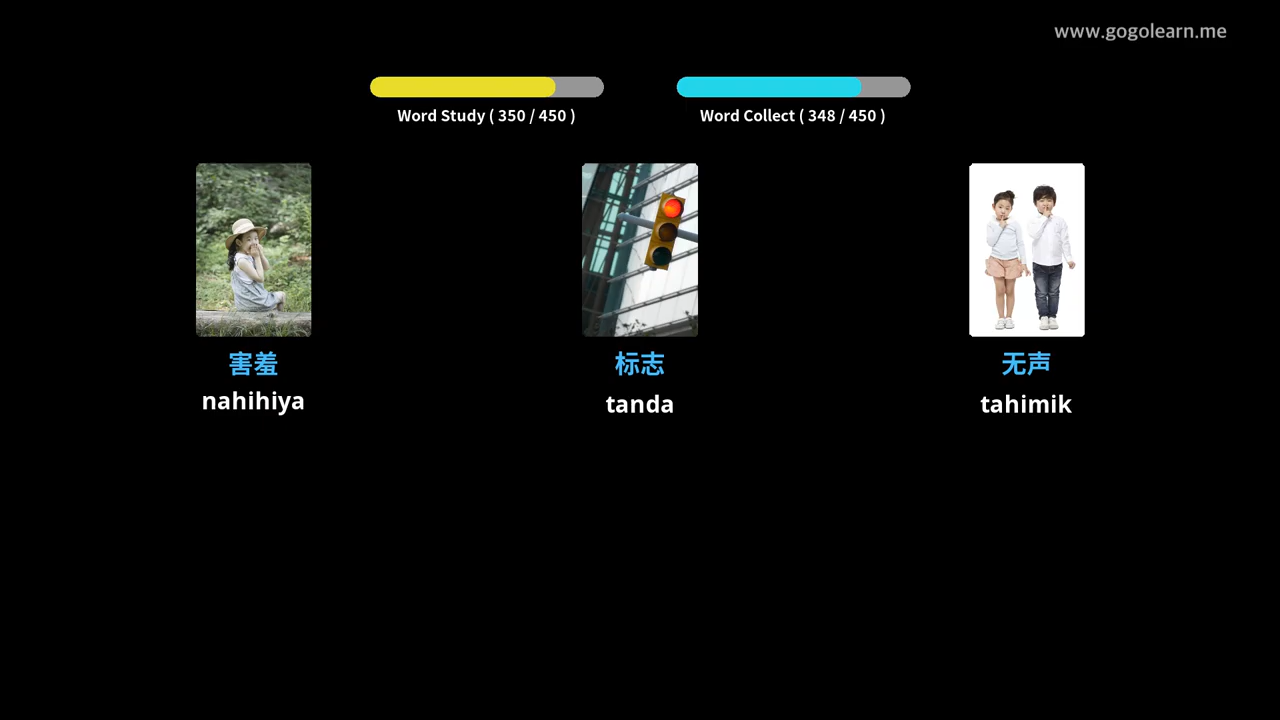 www.gogolearn.me
Word Study ( 350 / 450 )
Word Collect ( 348 / 450 )
害羞
标志
无声
nahihiya
tanda
tahimik